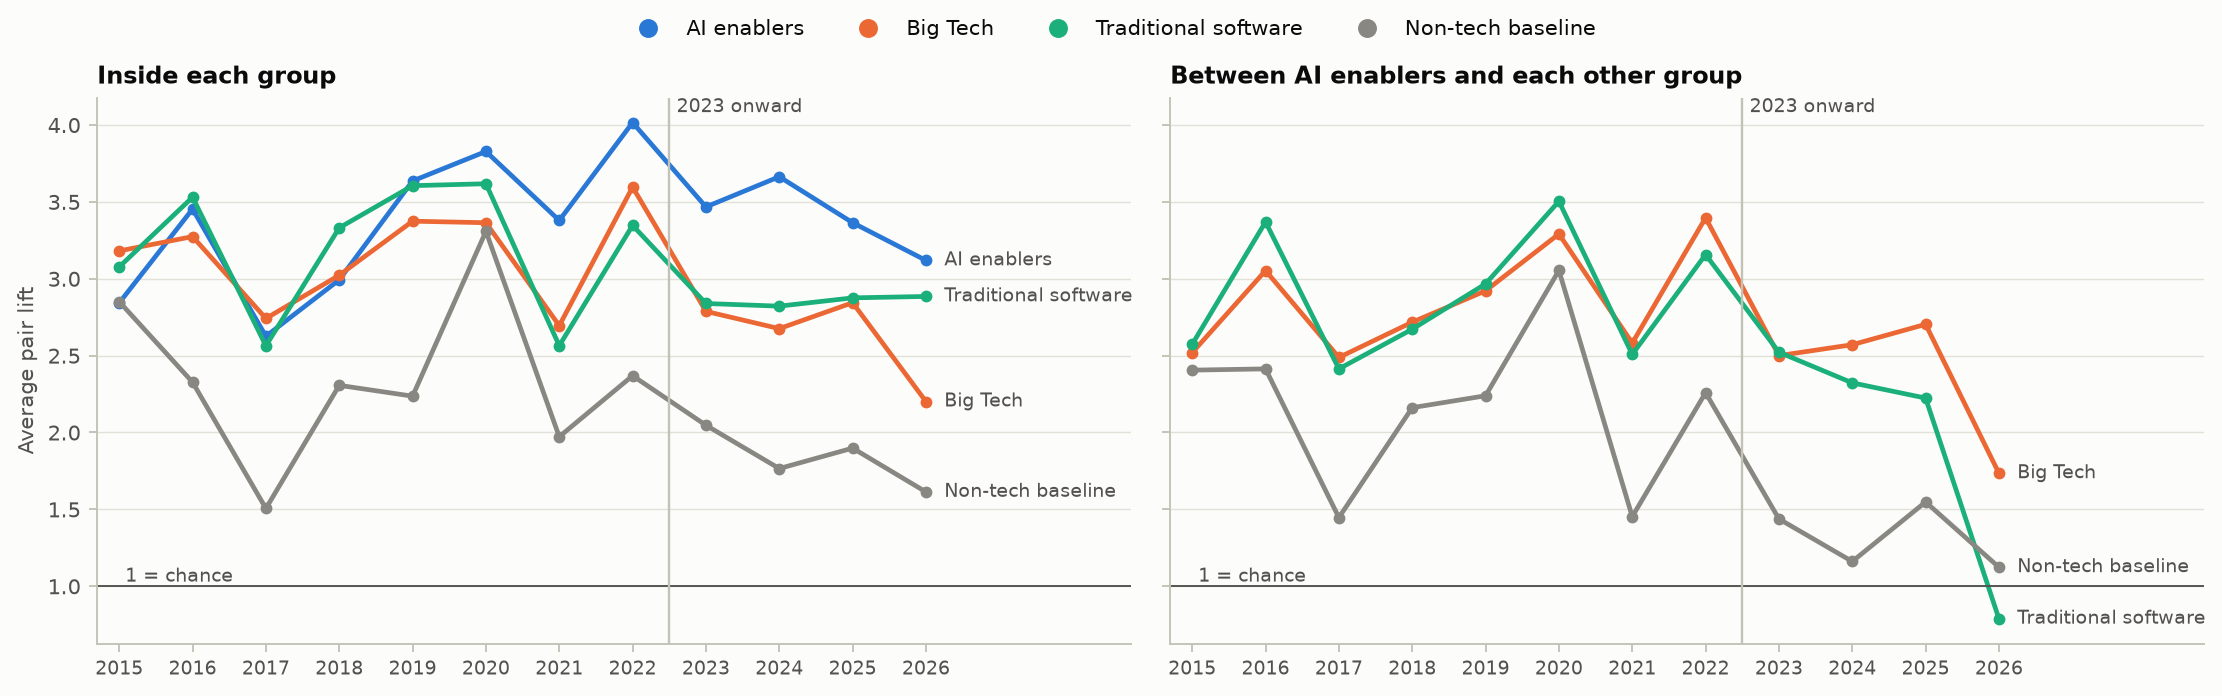 AI enablers Big Tech Traditional software Non-tech baseline
Inside each group
2023 onward
Average pair lift
4.0
3.5
3.0
2.5
2.0
1.5
1.0
AI enablers
Traditional software
Big Tech
Non-tech baseline
1 = chance
2015 2016 2017 2018 2019 2020 2021 2022 2023 2024 2025 2026
Between AI enablers and each other group
2023 onward
Big Tech
Non-tech baseline
1 = chance
Traditional software
2015 2016 2017 2018 2019 2020 2021 2022 2023 2024 2025 2026